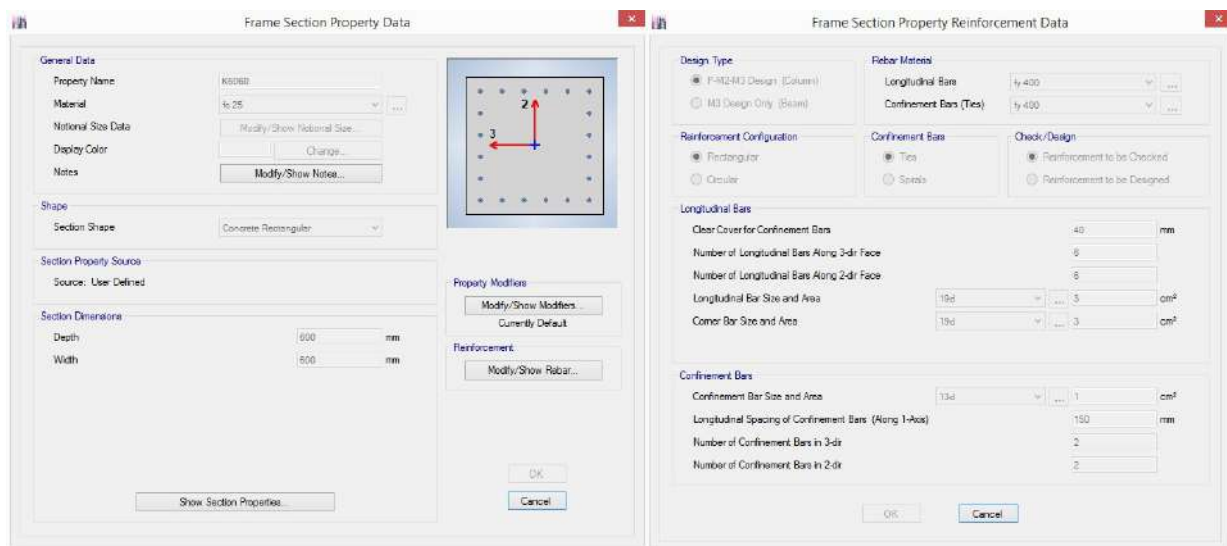 Frame Section Property Data
General Data
Property Name K6060
Material fc 25 ...
Notional Size Data Modify/Show Notional Size...
Display Color Change...
Notes Modify/Show Notes...
Shape
Section Shape Concrete Rectangular
Section Property Source
Source: User Defined
Section Dimensions
Depth 600 mm
Width 600 mm
Show Section Properties...
2
3
Property Modifiers
Modify/Show Modifiers...
Currently Default
Reinforcement
Modify/Show Rebar...
OK
Cancel
Frame Section Property Reinforcement Data
Design Type
P-M2-M3 Design (Column)
M3 Design Only (Beam)
Rebar Material
Longitudinal Bars fy 400 ...
Confinement Bars (Ties) fy 400 ...
Reinforcement Configuration
Rectangular
Circular
Confinement Bars
Ties
Spirals
Check/Design
Reinforcement to be Checked
Reinforcement to be Designed
Longitudinal Bars
Clear Cover for Confinement Bars 40 mm
Number of Longitudinal Bars Along 3-dir Face 6
Number of Longitudinal Bars Along 2-dir Face 6
Longitudinal Bar Size and Area 19d ... 3 cm²
Corner Bar Size and Area 19d ... 3 cm²
Confinement Bars
Confinement Bar Size and Area 13d ... 1 cm²
Longitudinal Spacing of Confinement Bars (Along 1-Axis) 150 mm
Number of Confinement Bars in 3-dir 2
Number of Confinement Bars in 2-dir 2
OK
Cancel